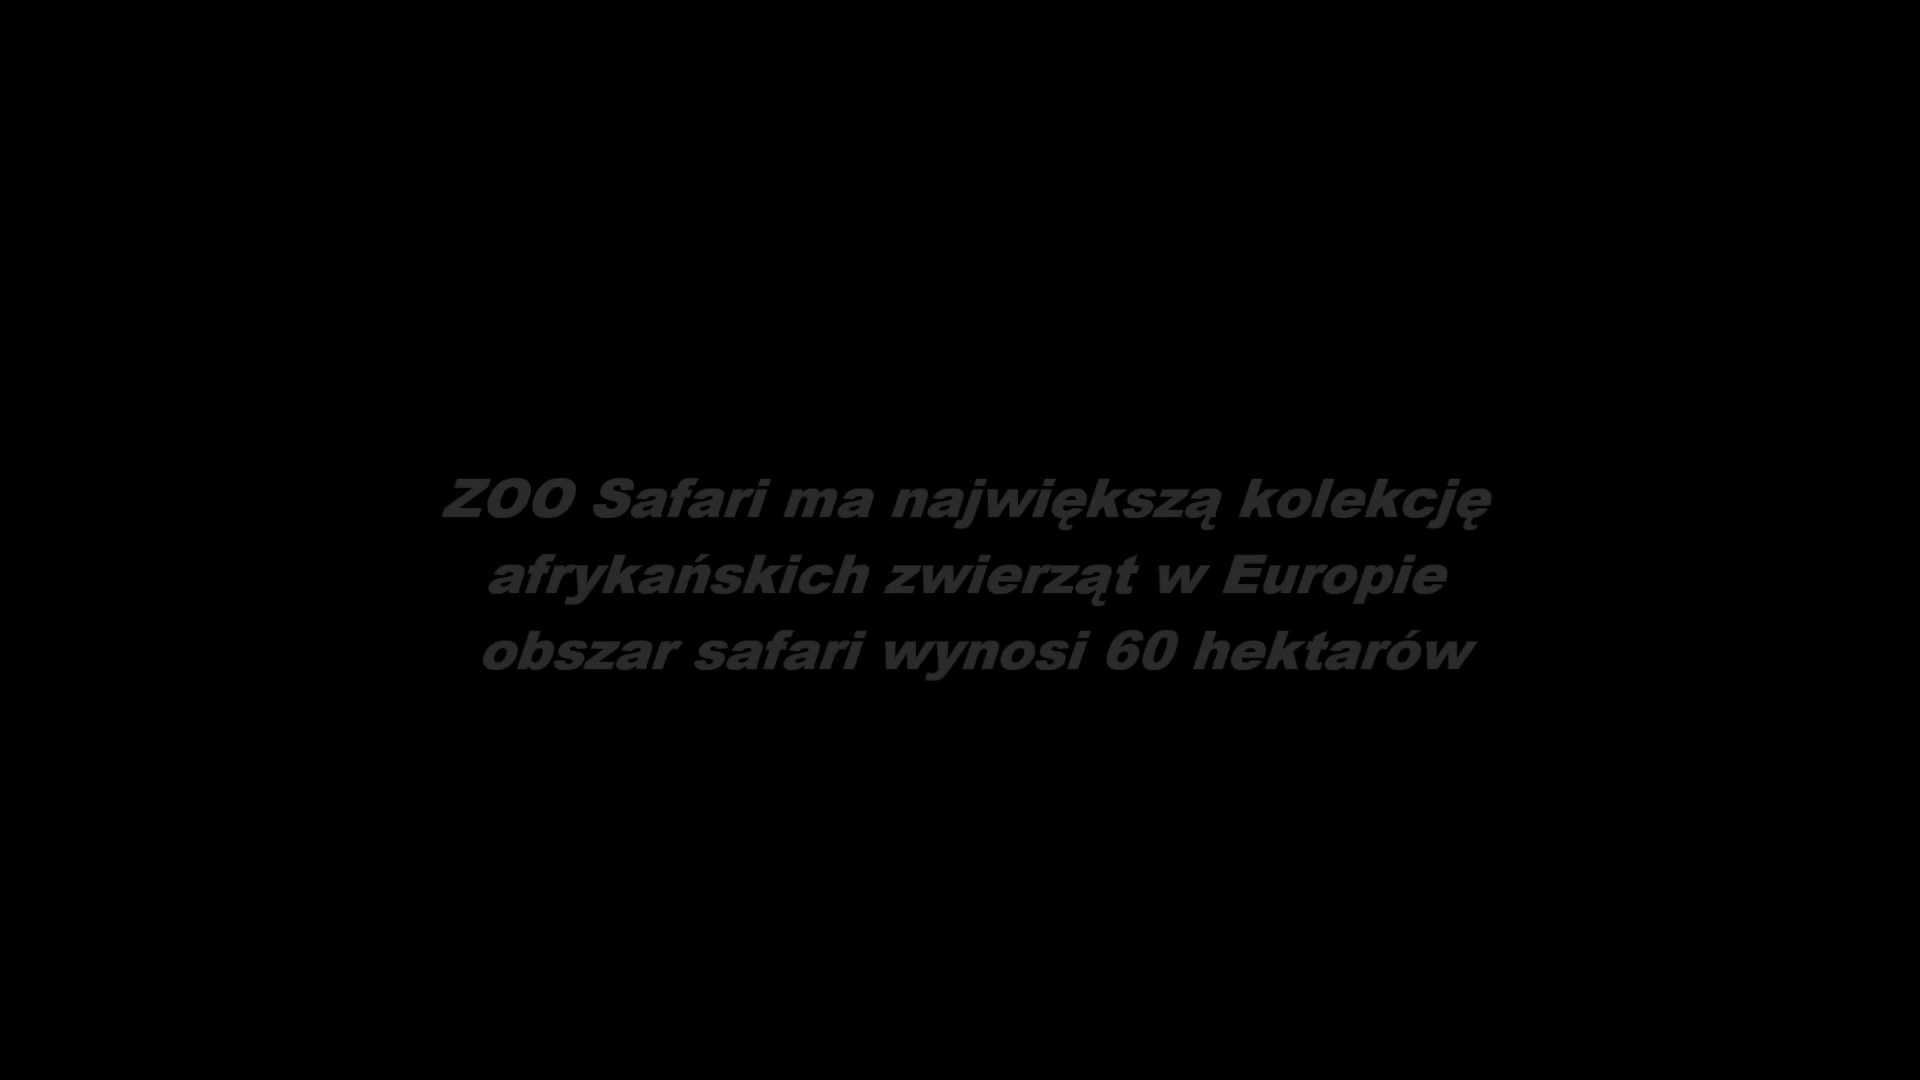 ZOO Safari ma największą kolekcję
afrykańskich zwierząt w Europie
obszar safari wynosi 60 hektarów